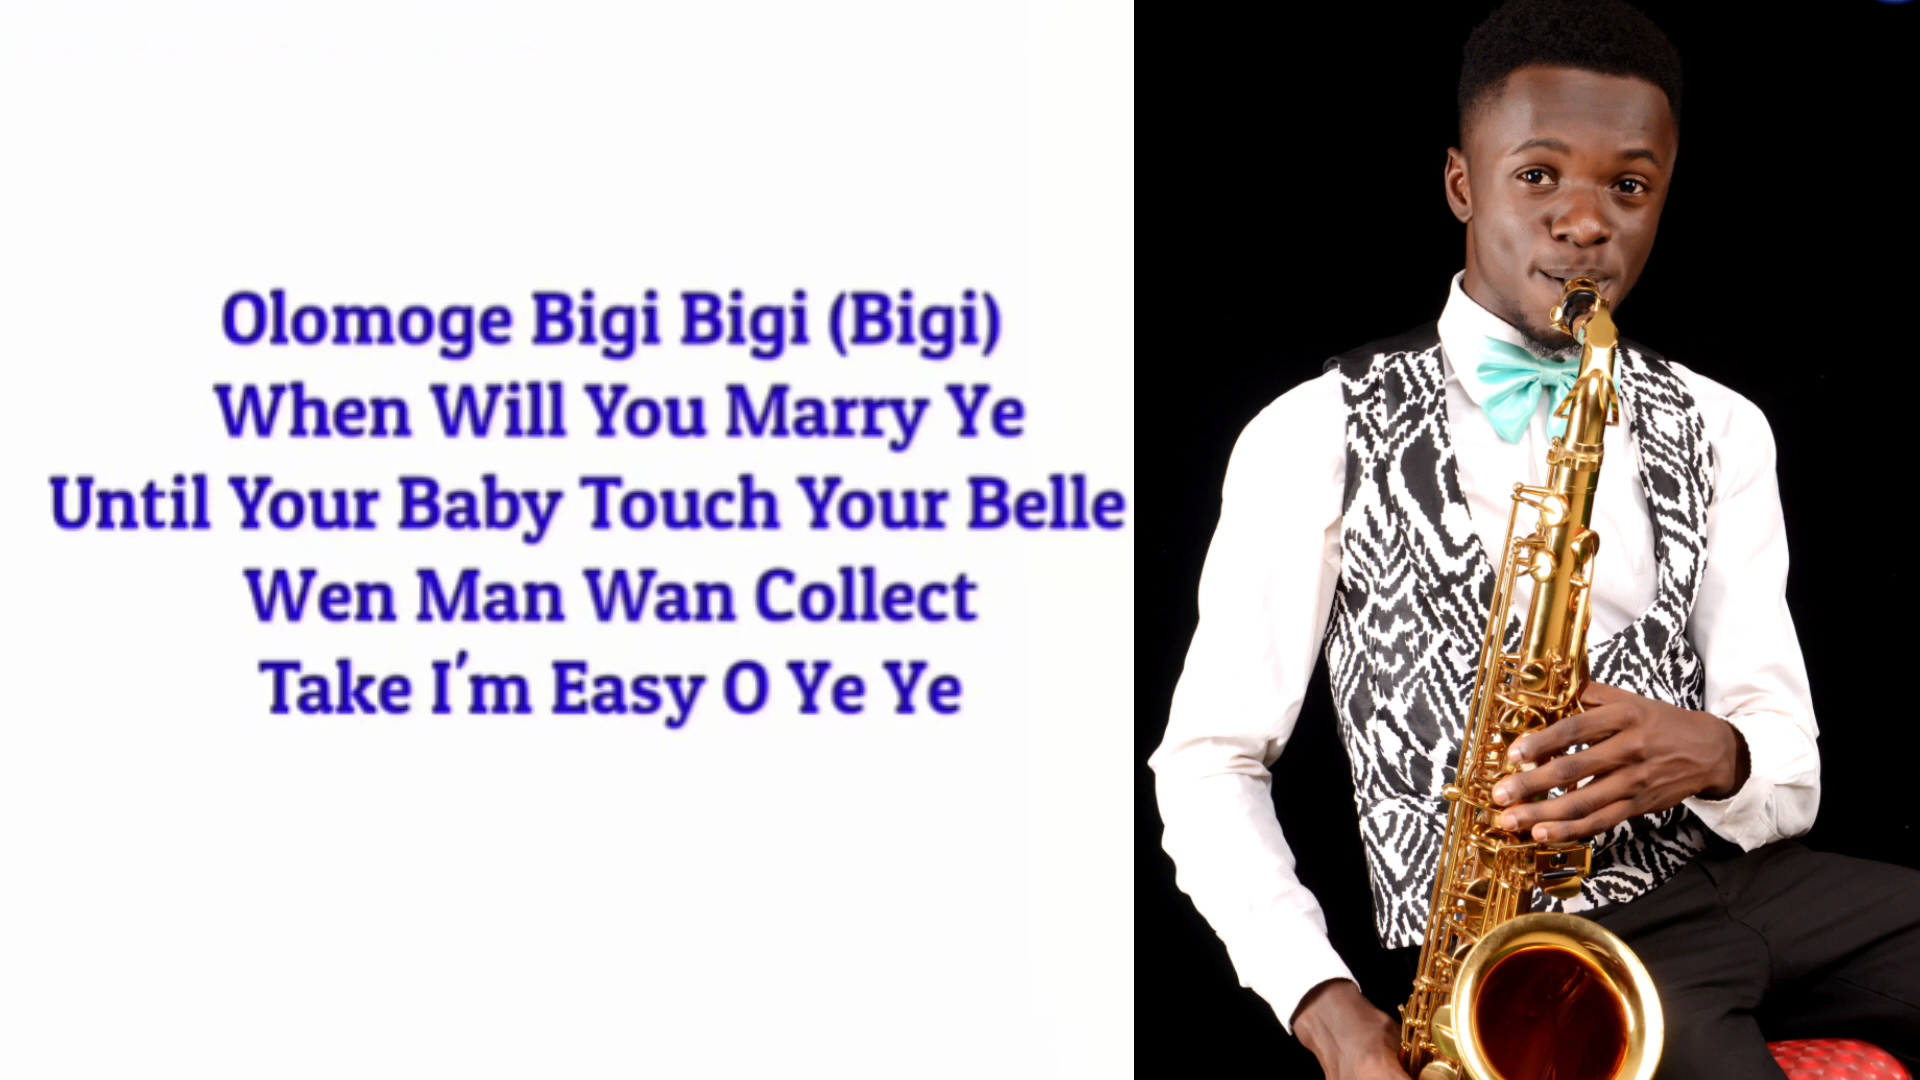 Olomoge Bigi Bigi (Bigi)
When Will You Marry Ye
Until Your Baby Touch Your Belle
Wen Man Wan Collect
Take I'm Easy O Ye Ye